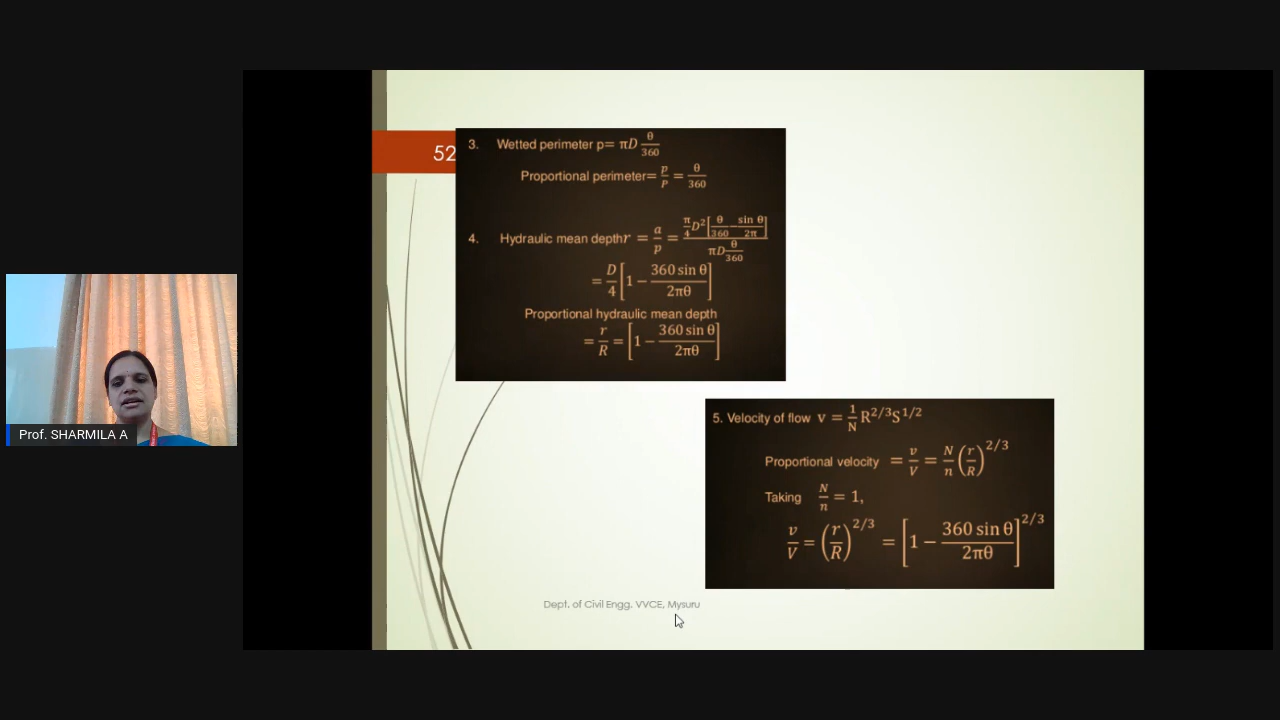 52
3. Wetted perimeter p= πD θ/360
Proportional perimeter= p/P = θ/360
4. Hydraulic mean depth r = a/p = (π/4 D²[θ/360 − sin θ/2π])/(πD θ/360)
= D/4 [1 − 360 sin θ/2πθ]
Proportional hydraulic mean depth
= r/R = [1 − 360 sin θ/2πθ]
5. Velocity of flow v = 1/N R^2/3 S^1/2
Proportional velocity = v/V = N/n (r/R)^2/3
Taking N/n = 1,
v/V = (r/R)^2/3 = [1 − 360 sin θ/2πθ]^2/3
Dept. of Civil Engg. VVCE, Mysuru
Prof. SHARMILA A